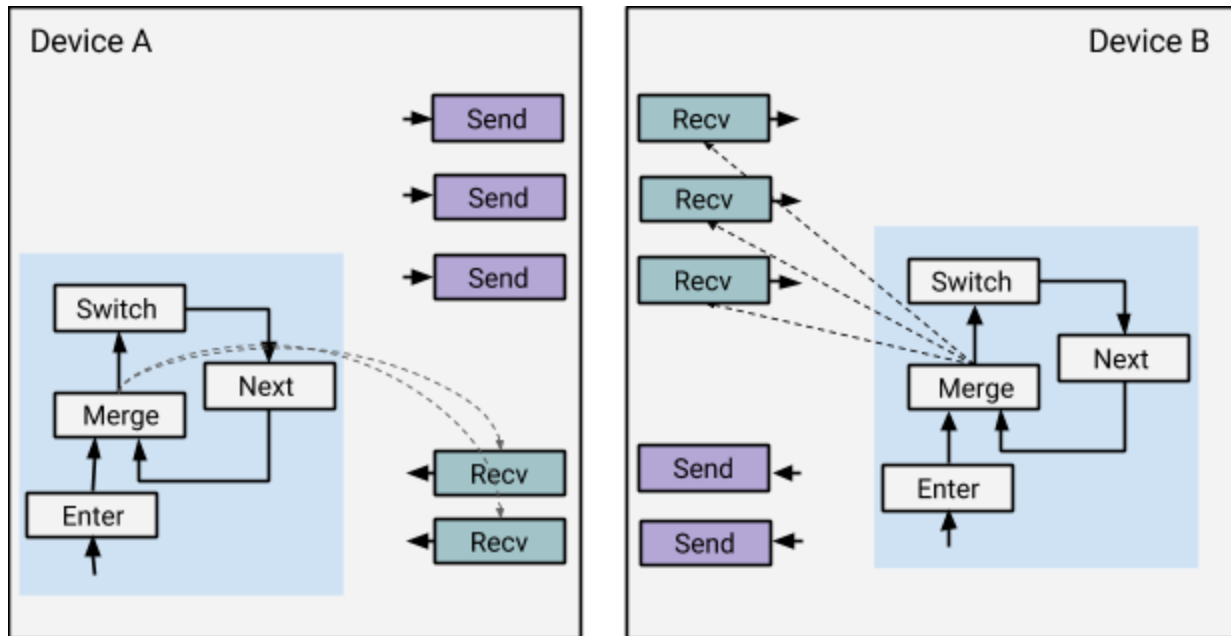 Device A
Send
Send
Send
Switch
Next
Merge
Enter
Recv
Recv
Device B
Recv
Recv
Recv
Switch
Next
Merge
Enter
Send
Send